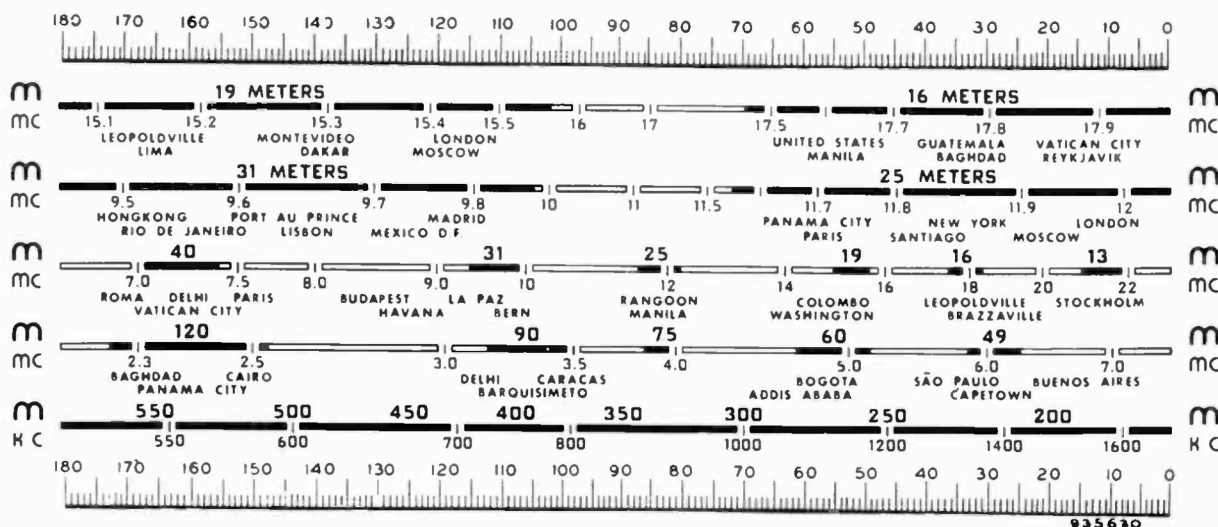 180 170 160 150 140 130 120 110 100 90 80 70 60 50 40 30 20 10 0
m 19 METERS 16 METERS m
MC 15.1 15.2 15.3 15.4 15.5 16 17 17.5 17.7 17.8 17.9 MC
LEOPOLDVILLE MONTEVIDEO LONDON UNITED STATES GUATEMALA VATICAN CITY
LIMA DAKAR MOSCOW MANILA BAGHDAD REYKJAVIK
m 31 METERS 25 METERS m
MC 9.5 9.6 9.7 9.8 10 11 11.5 11.7 11.8 11.9 12 MC
HONGKONG PORT AU PRINCE MADRID PANAMA CITY NEW YORK LONDON
RIO DE JANEIRO LISBON MEXICO D.F. PARIS SANTIAGO MOSCOW
m 40 31 25 19 16 13 m
MC 7.0 7.5 8.0 9.0 10 12 14 16 18 20 22 MC
ROMA DELHI PARIS BUDAPEST LA PAZ RANGOON COLOMBO LEOPOLDVILLE STOCKHOLM
VATICAN CITY HAVANA BERN MANILA WASHINGTON BRAZZAVILLE
m 120 90 75 60 49 m
MC 2.3 2.5 3.0 3.5 4.0 5.0 6.0 7.0 MC
BAGHDAD CAIRO DELHI CARACAS BOGOTA SÃO PAULO BUENOS AIRES
PANAMA CITY BARQUISIMETO ADDIS ABABA CAPETOWN
m 550 500 450 400 350 300 250 200 m
KC 550 600 700 800 1000 1200 1400 1600 KC
180 170 160 150 140 130 120 110 100 90 80 70 60 50 40 30 20 10 0
935630